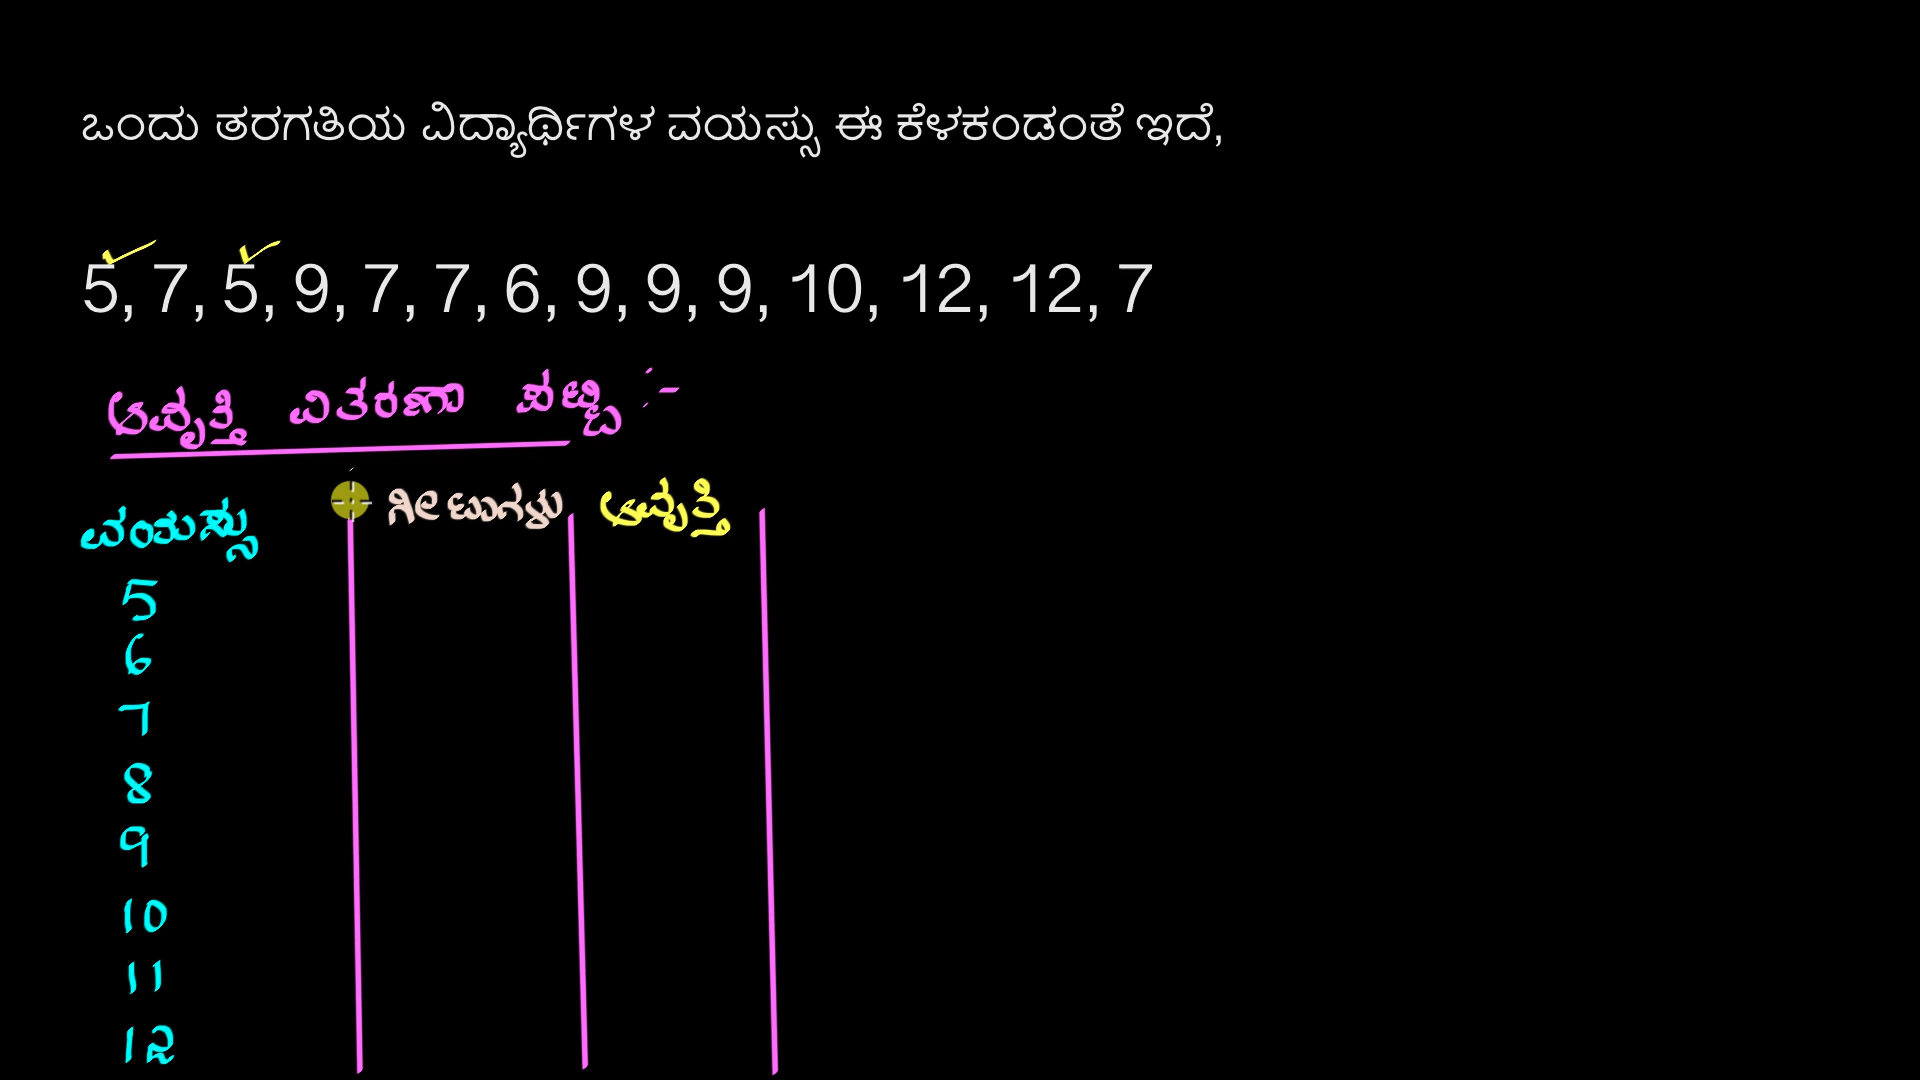 ಒಂದು ತರಗತಿಯ ವಿದ್ಯಾರ್ಥಿಗಳ ವಯಸ್ಸು ಈ ಕೆಳಕಂಡಂತೆ ಇದೆ,
5, 7, 5, 9, 7, 7, 6, 9, 9, 9, 10, 12, 12, 7
ಆವೃತ್ತಿ ವಿತರಣಾ ಪಟ್ಟಿ :-
ವಯಸ್ಸು ಗೀಟುಗಳು ಆವೃತ್ತಿ
5
6
7
8
9
10
11
12